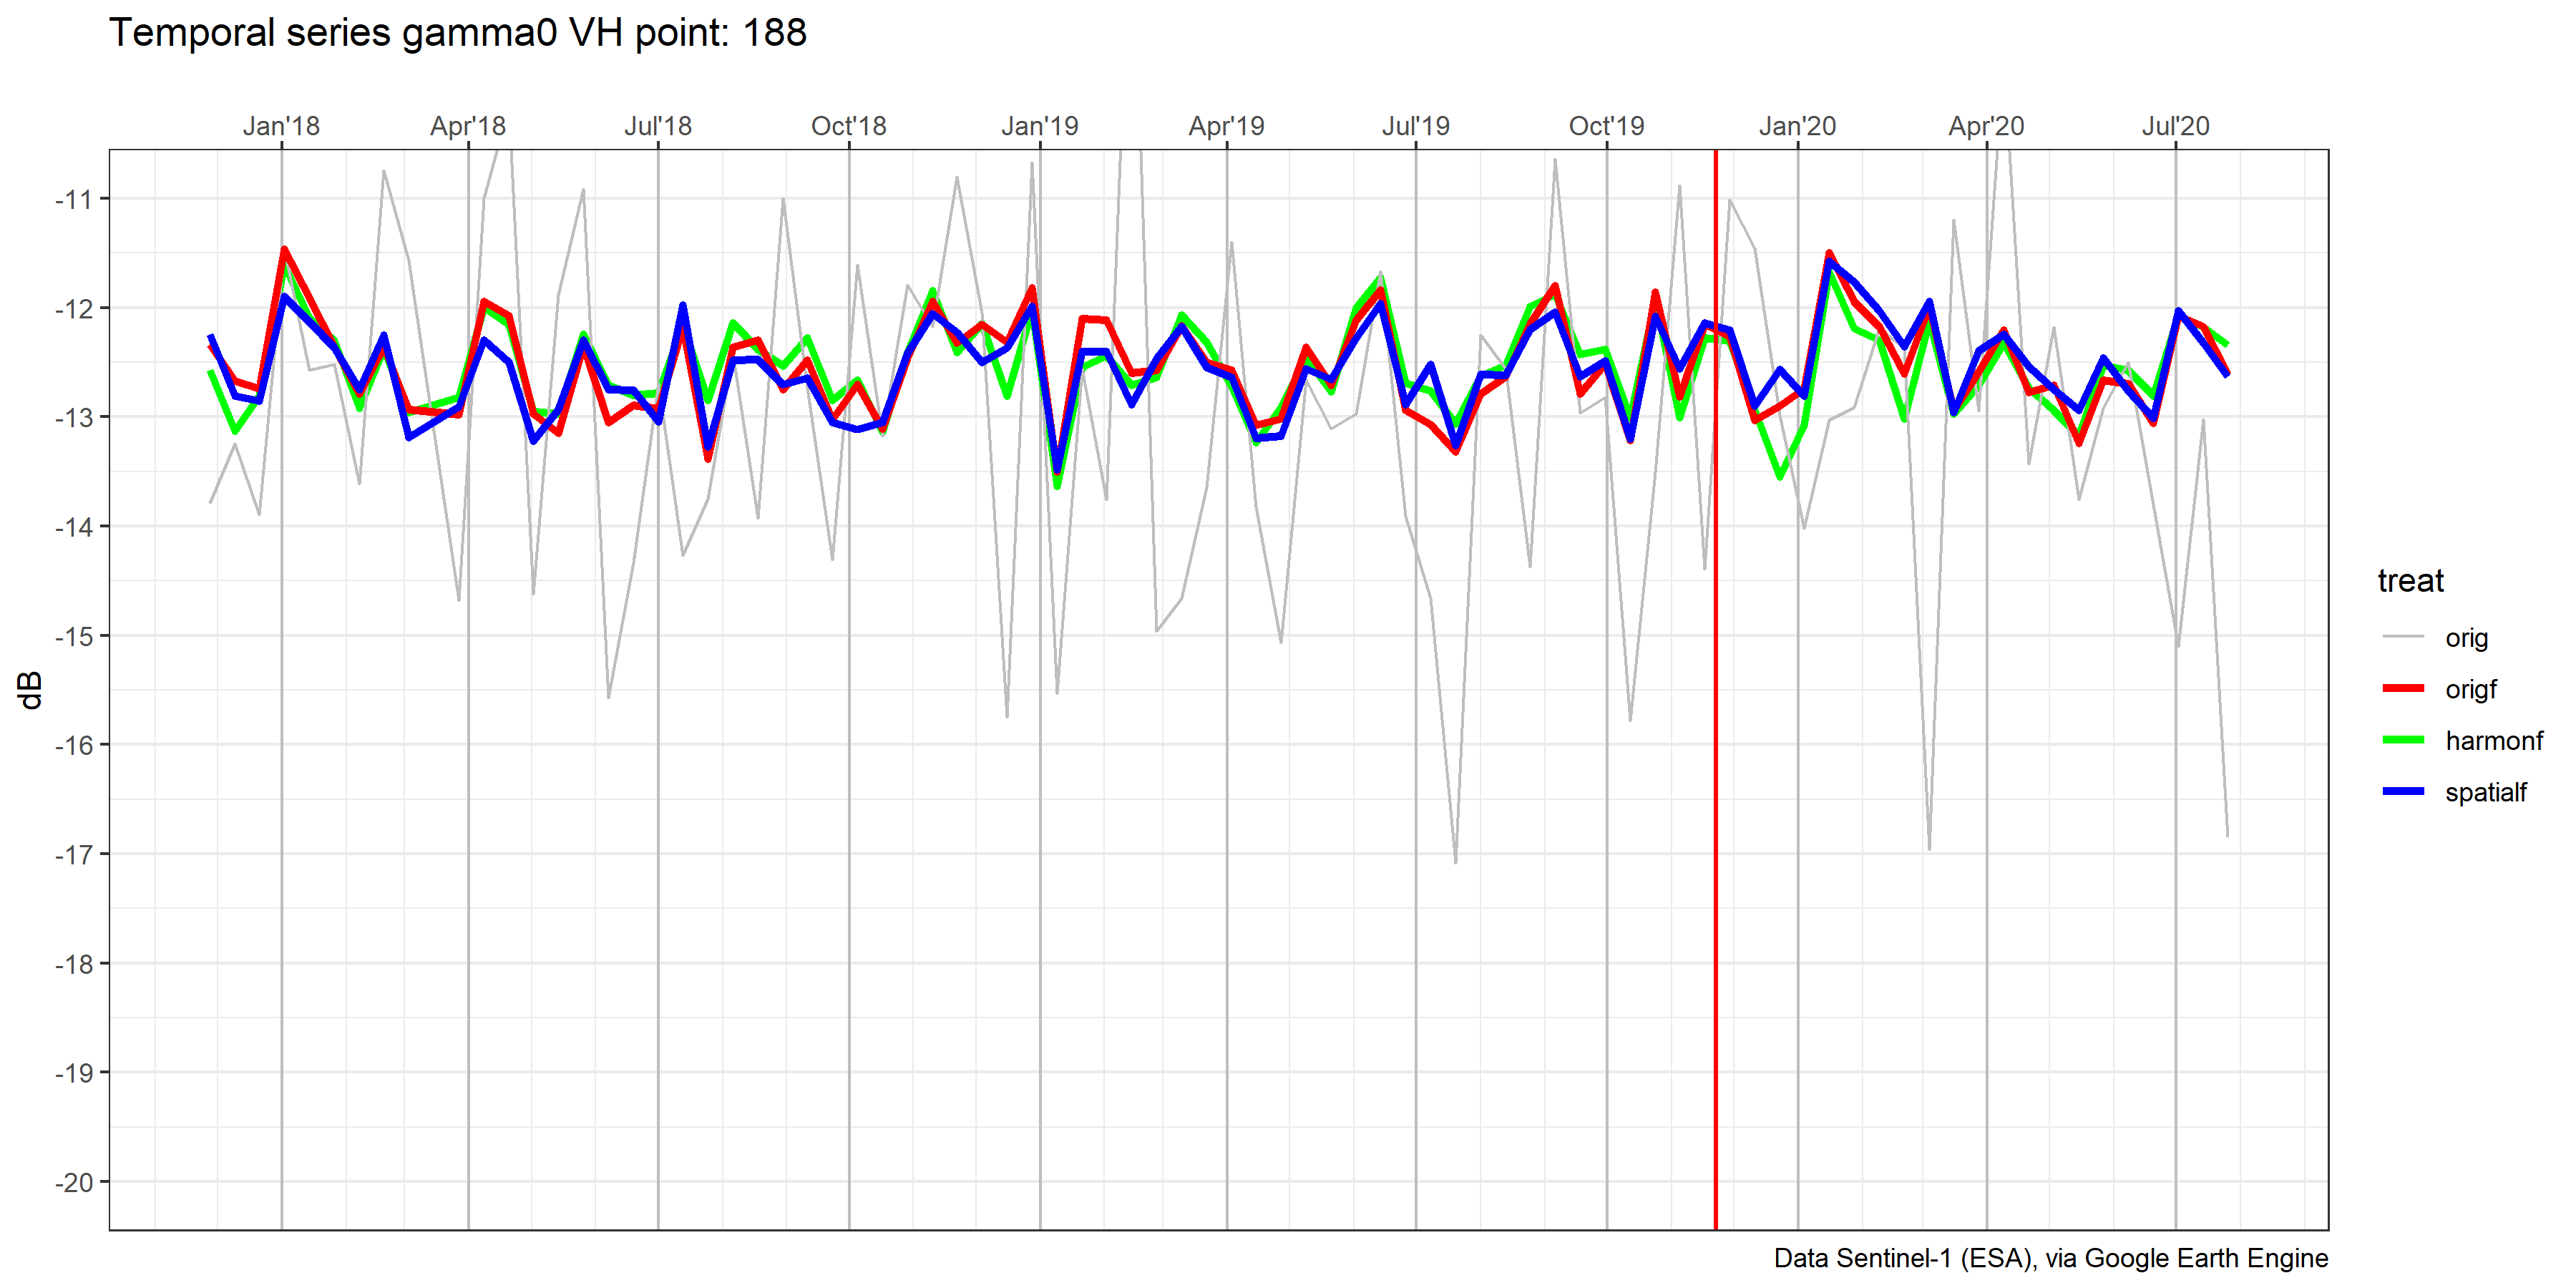 Temporal series gamma0 VH point: 188
Jan'18 Apr'18 Jul'18 Oct'18 Jan'19 Apr'19 Jul'19 Oct'19 Jan'20 Apr'20 Jul'20
-11
-12
-13
-14
-15
-16
-17
-18
-19
-20
dB
treat
orig
origf
harmonf
spatialf
Data Sentinel-1 (ESA), via Google Earth Engine